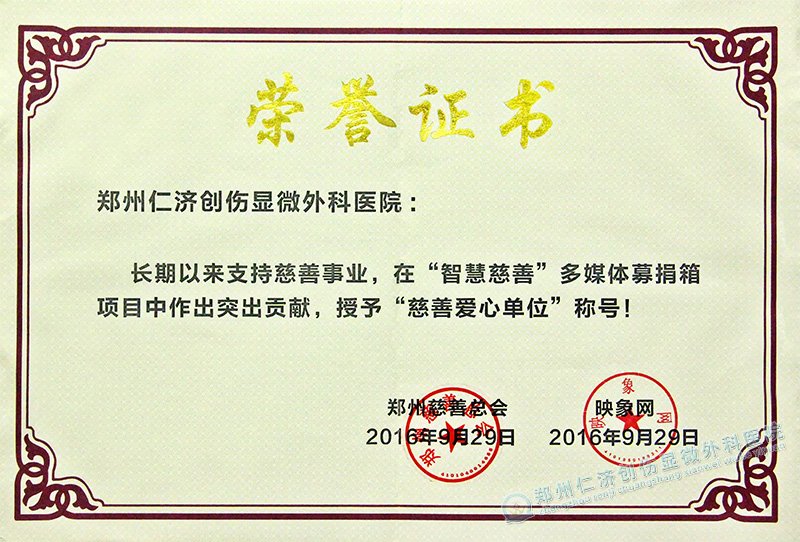 荣誉证书
郑州仁济创伤显微外科医院：
长期以来支持慈善事业，在“智慧慈善”多媒体募捐箱
项目中作出突出贡献，授予“慈善爱心单位”称号！
郑州慈善总会 映象网
2016年9月29日 2016年9月29日
映象网
郑州仁济创伤显微外科医院